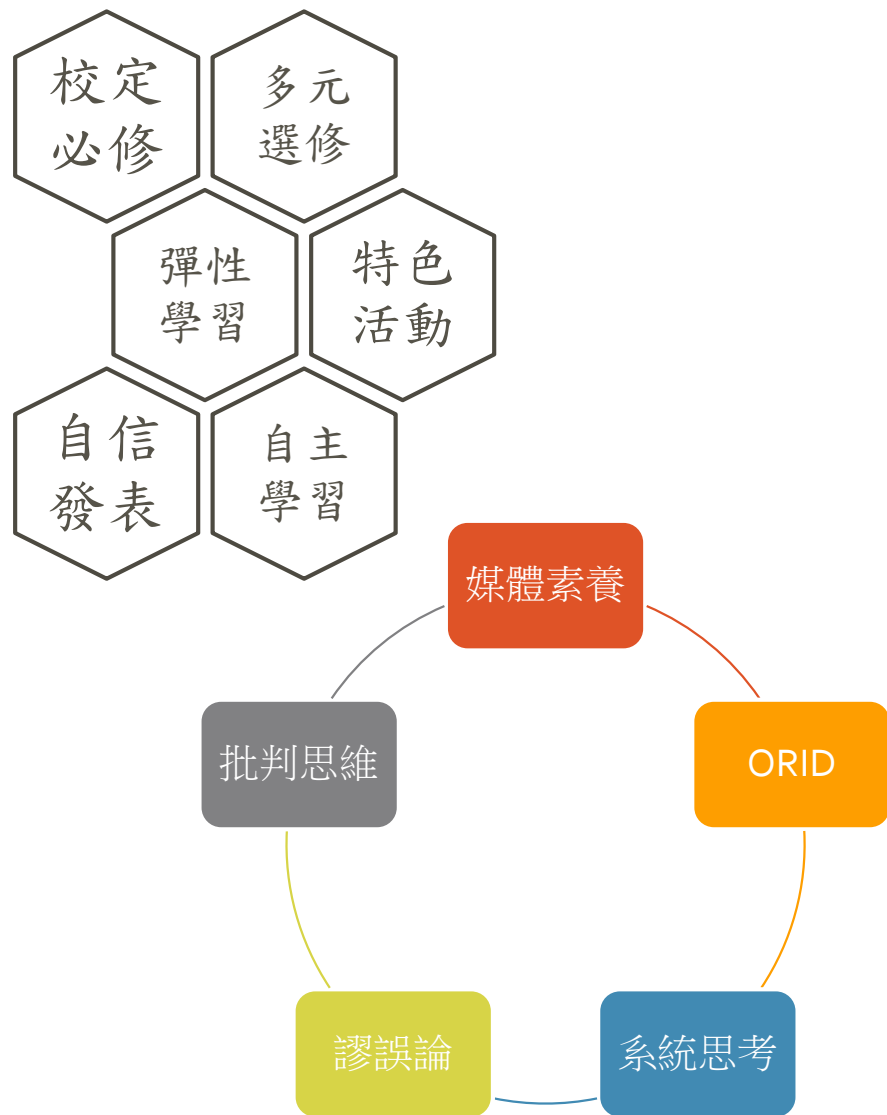 校定
必修
多元
選修
彈性
學習
特色
活動
自信
發表
自主
學習
媒體素養
批判思維
ORID
謬誤論
系統思考